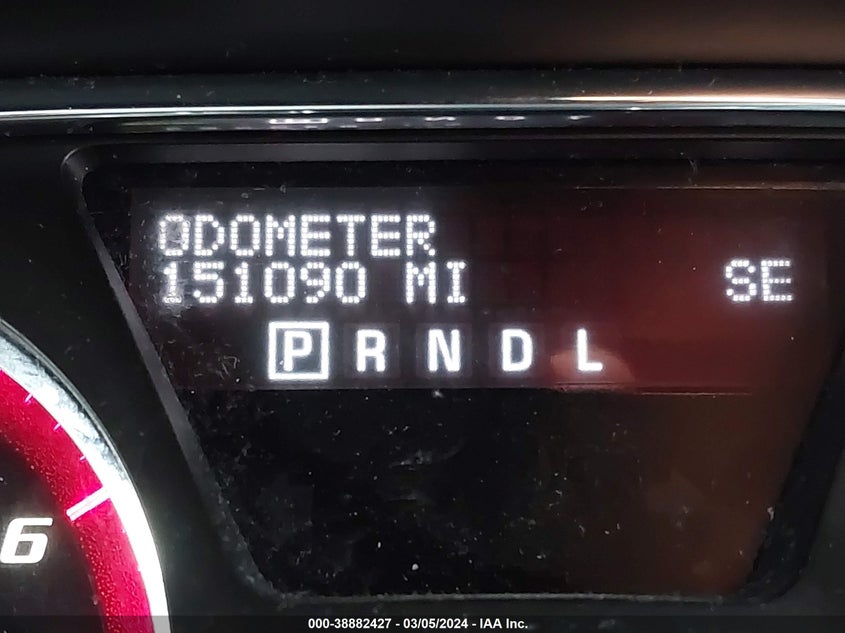 ODOMETER
151090 MI SE
P R N D L
6
000-38882427 - 03/05/2024 - IAA Inc.